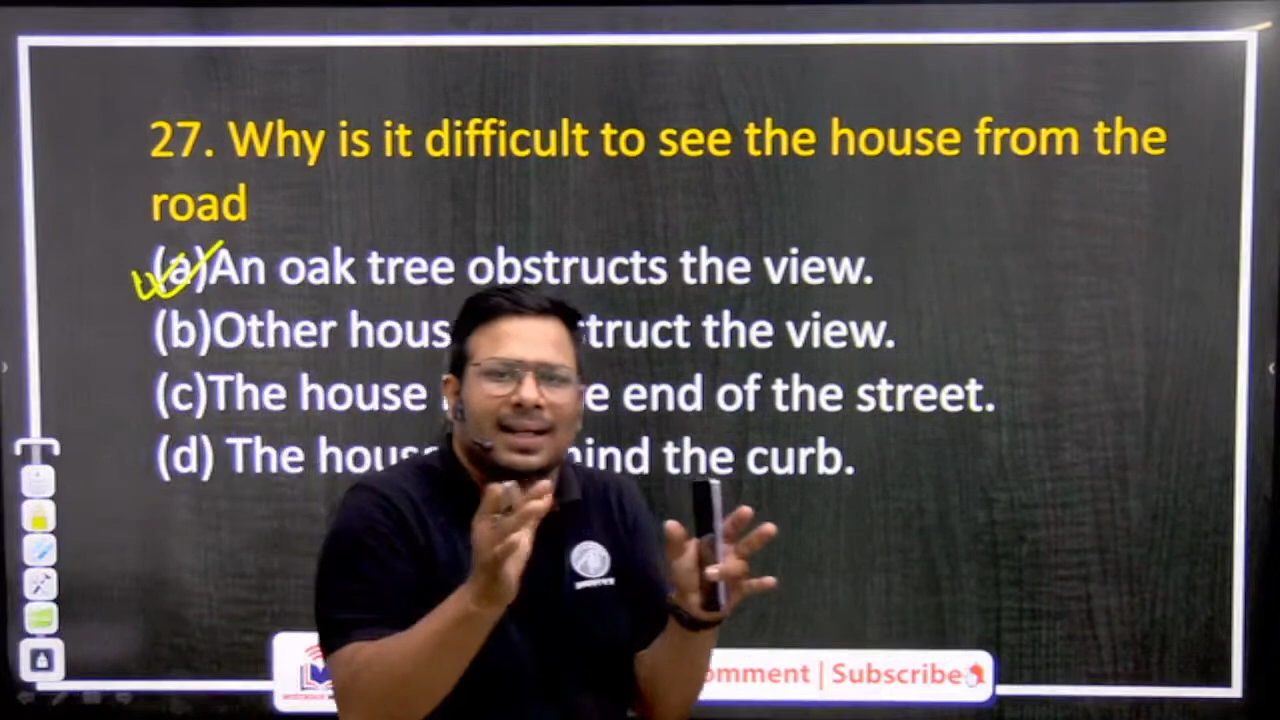 27. Why is it difficult to see the house from the
road
(a)An oak tree obstructs the view.
(b)Other hous struct the view.
(c)The house e end of the street.
(d) The hous hind the curb.
omment | Subscribe